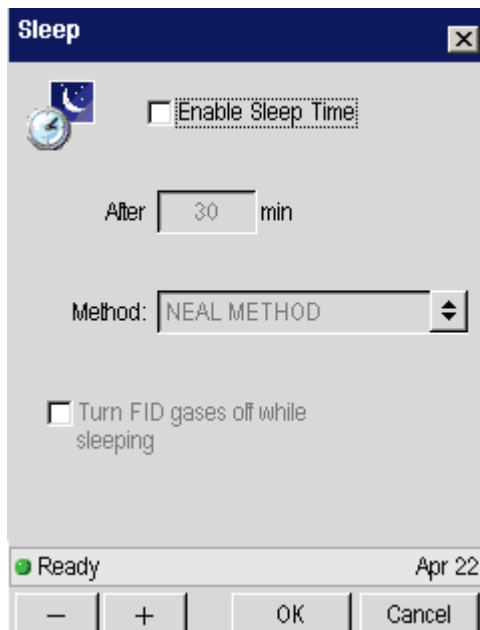 Sleep
Enable Sleep Time
After 30 min
Method: NEAL METHOD
Turn FID gases off while
sleeping
Ready Apr 22
− + OK Cancel